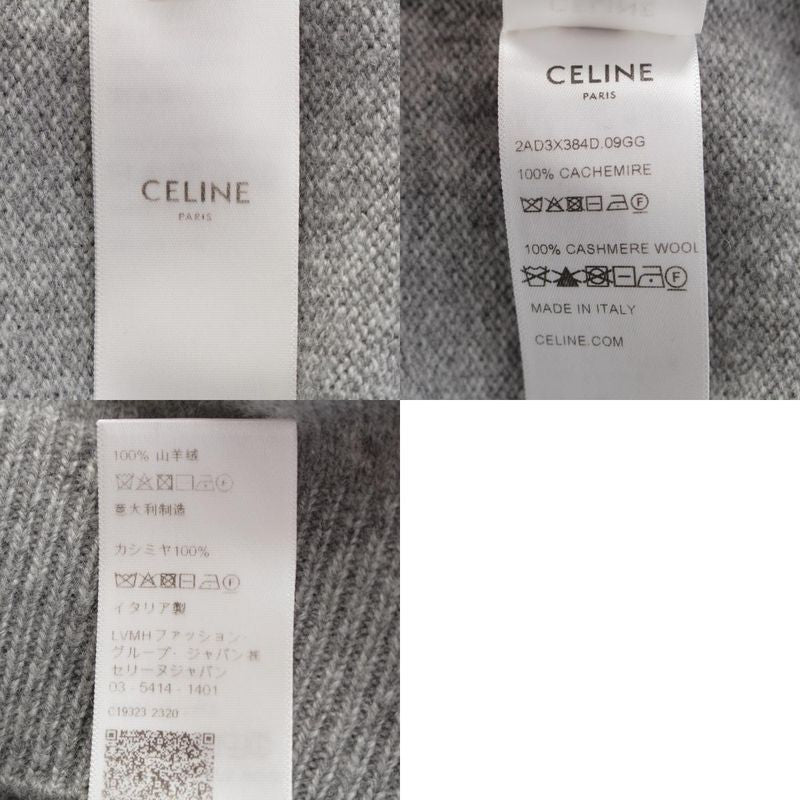 CELINE
PARIS
CELINE
PARIS
2AD3X384D.09GG
100% CACHEMIRE
100% CASHMERE WOOL
MADE IN ITALY
CELINE.COM
100% 山羊绒
意大利制造
カシミヤ100%
イタリア製
LVMHファッション・
グループ・ジャパン㈱
セリーヌジャパン
03 - 5414 - 1401
C19323 2320